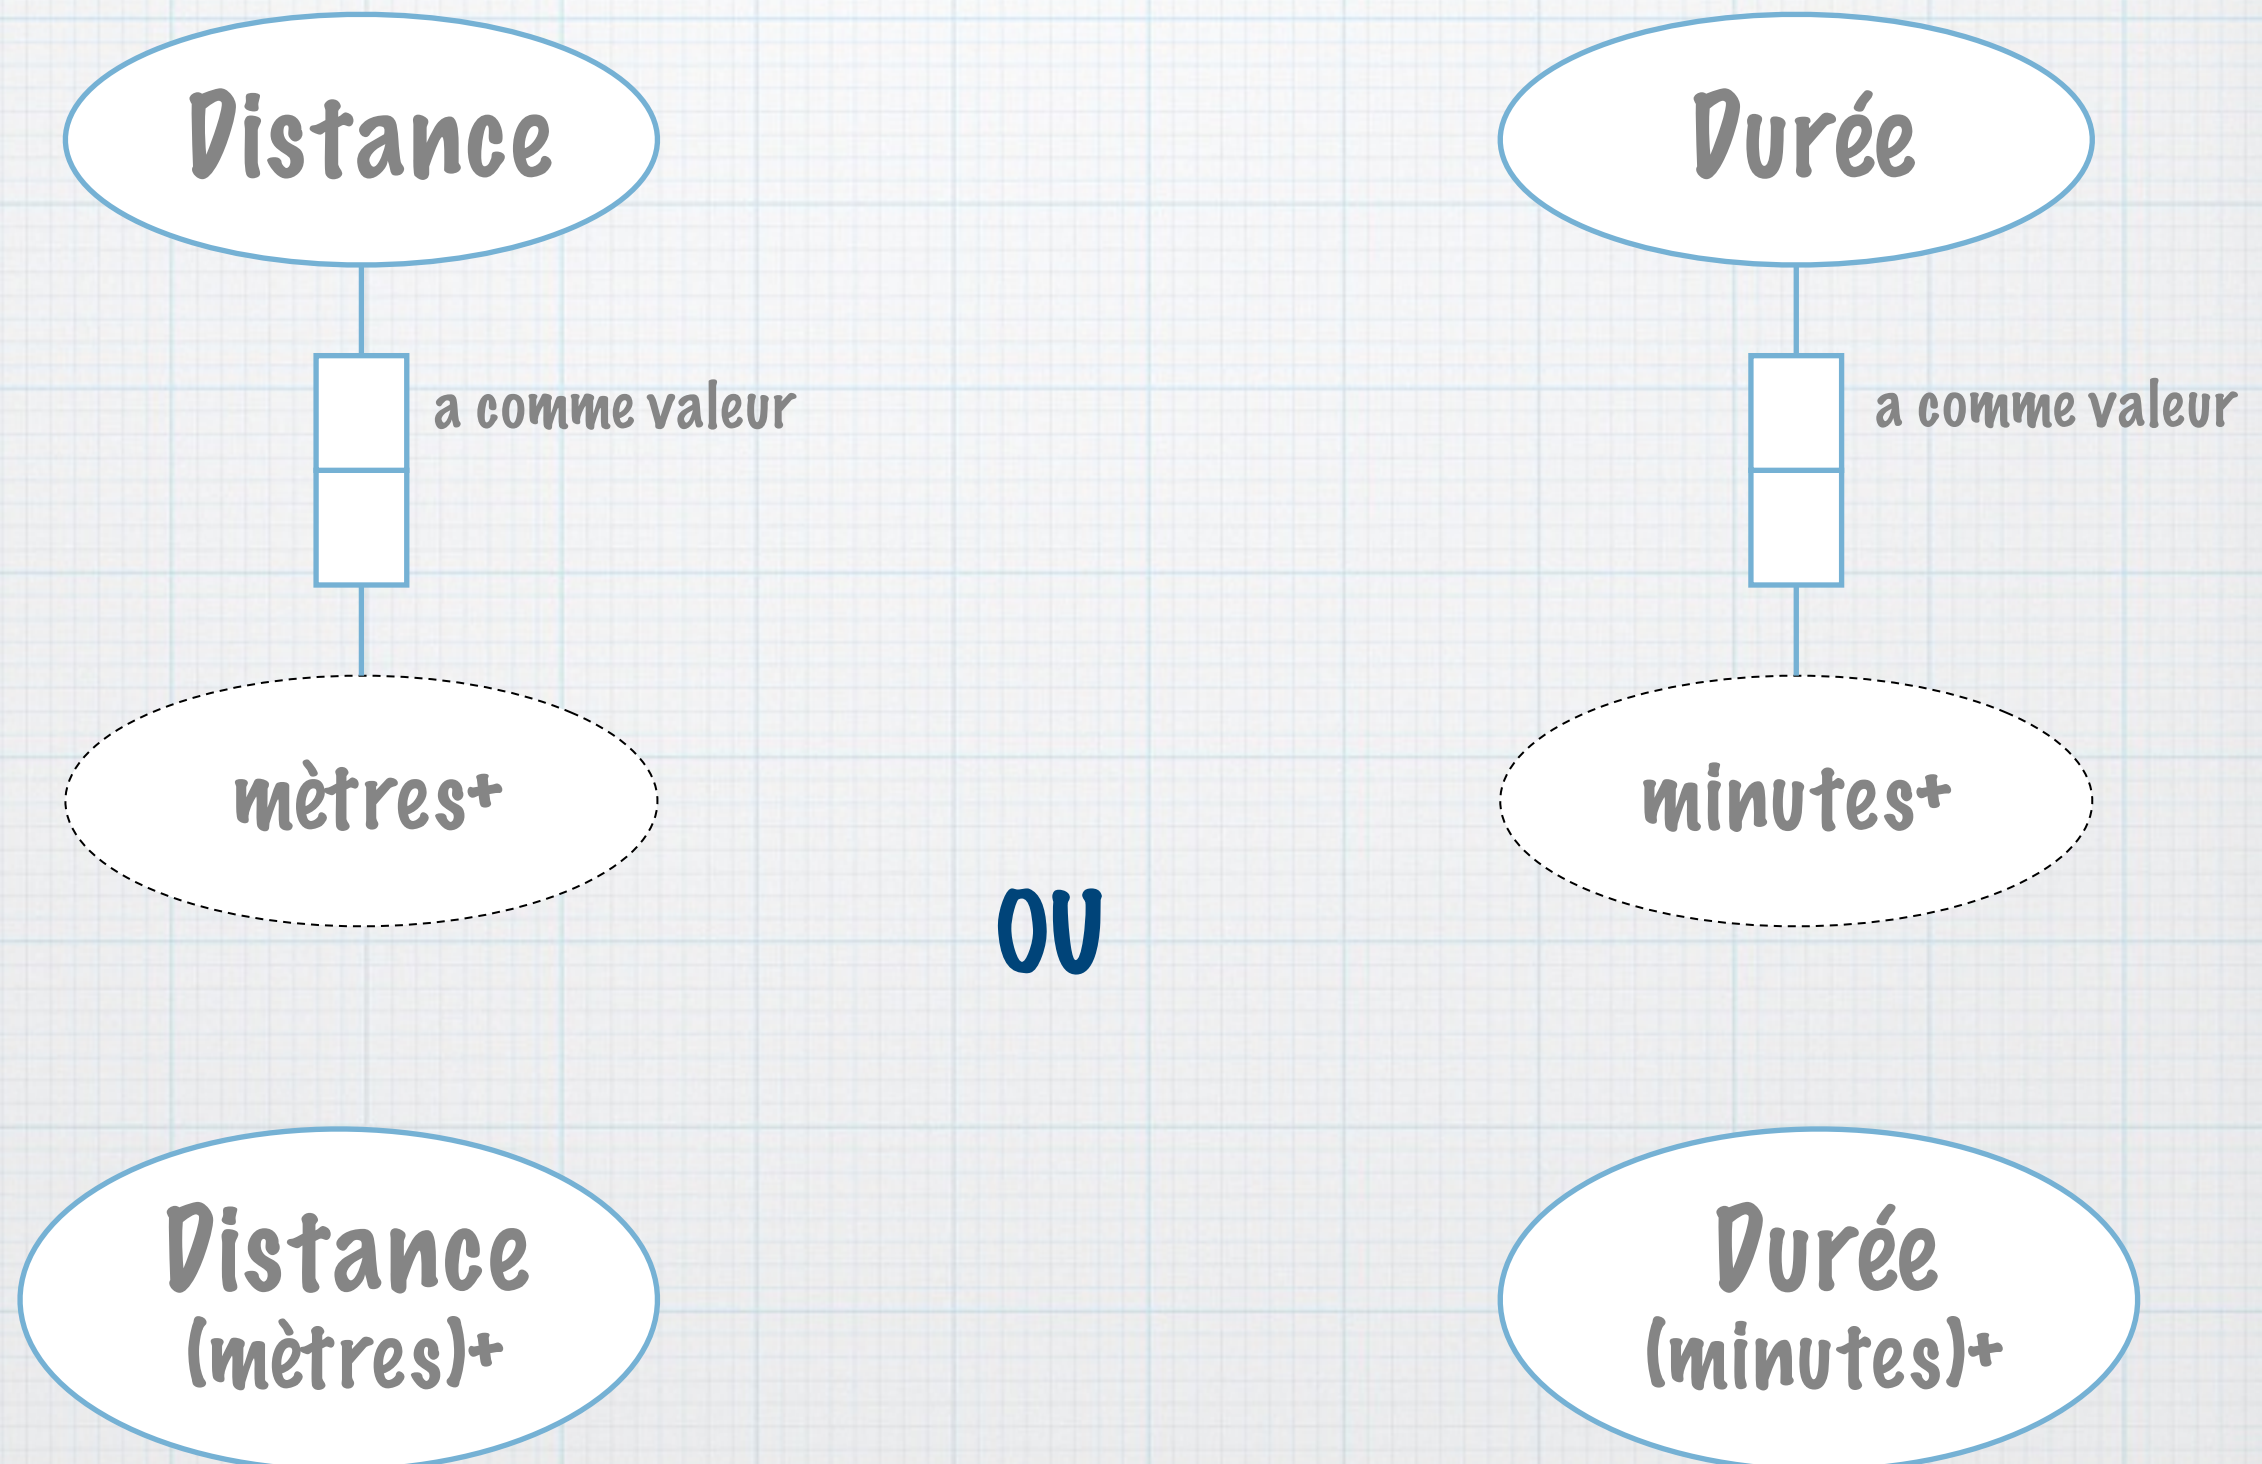 Distance
Durée
a comme valeur
a comme valeur
mètres+
minutes+
OU
Distance
(mètres)+
Durée
(minutes)+